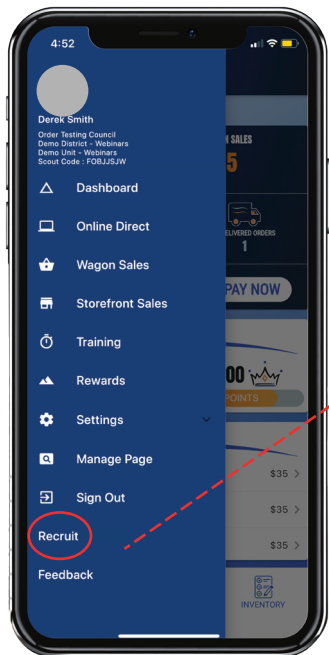 4:52
Derek Smith
Order Testing Council
Demo District - Webinars
Demo Unit - Webinars
Scout Code : FOBJJSJW
Dashboard
Online Direct
Wagon Sales
Storefront Sales
Training
Rewards
Settings
Manage Page
Sign Out
Recruit
Feedback
N SALES
5
ELIVERED ORDERS
1
PAY NOW
00
POINTS
$35 >
$35 >
$35 >
INVENTORY